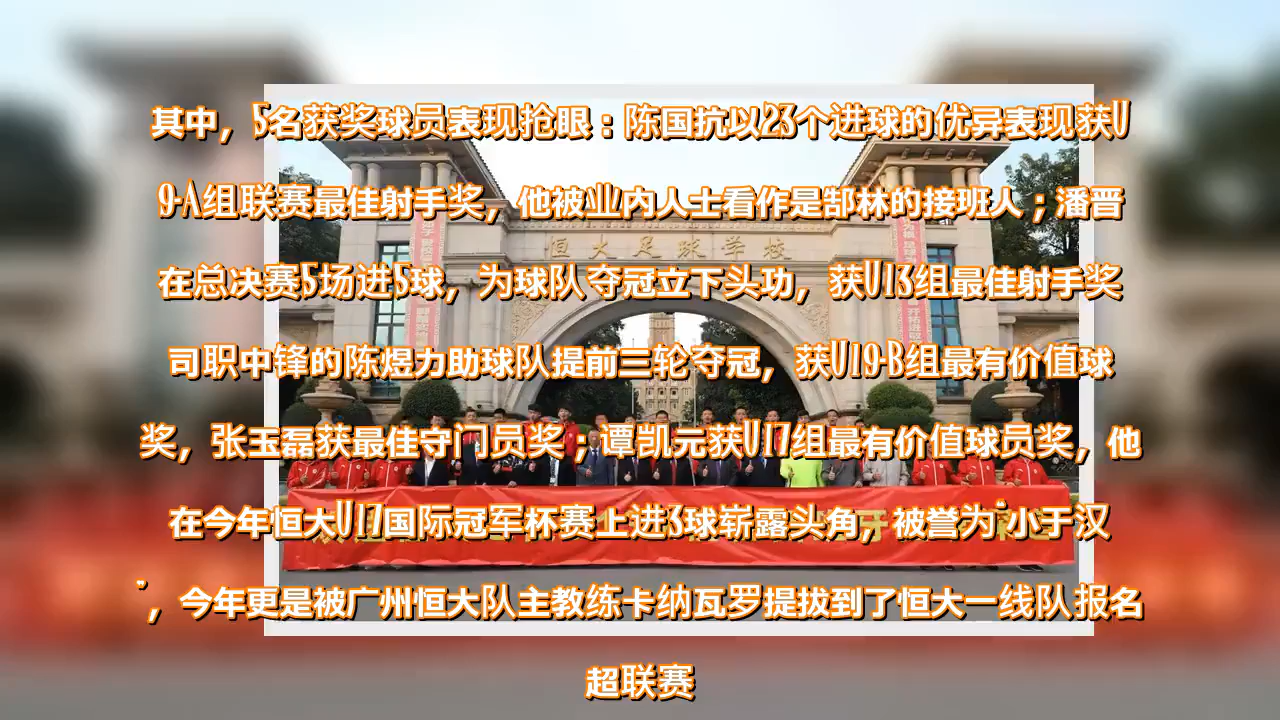 其中，5名获奖球员表现抢眼：陈国抗以23个进球的优异表现获U
9-A组联赛最佳射手奖，他被业内人士看作是郜林的接班人；潘晋
在总决赛5场进5球，为球队夺冠立下头功，获U13组最佳射手奖
司职中锋的陈煜力助球队提前三轮夺冠，获U19-B组最有价值球
奖，张玉磊获最佳守门员奖；谭凯元获U17组最有价值球员奖，他
在今年恒大U17国际冠军杯赛上进3球崭露头角，被誉为“小于汉
”，今年更是被广州恒大队主教练卡纳瓦罗提拔到了恒大一线队报名
超联赛
恒大足球学校